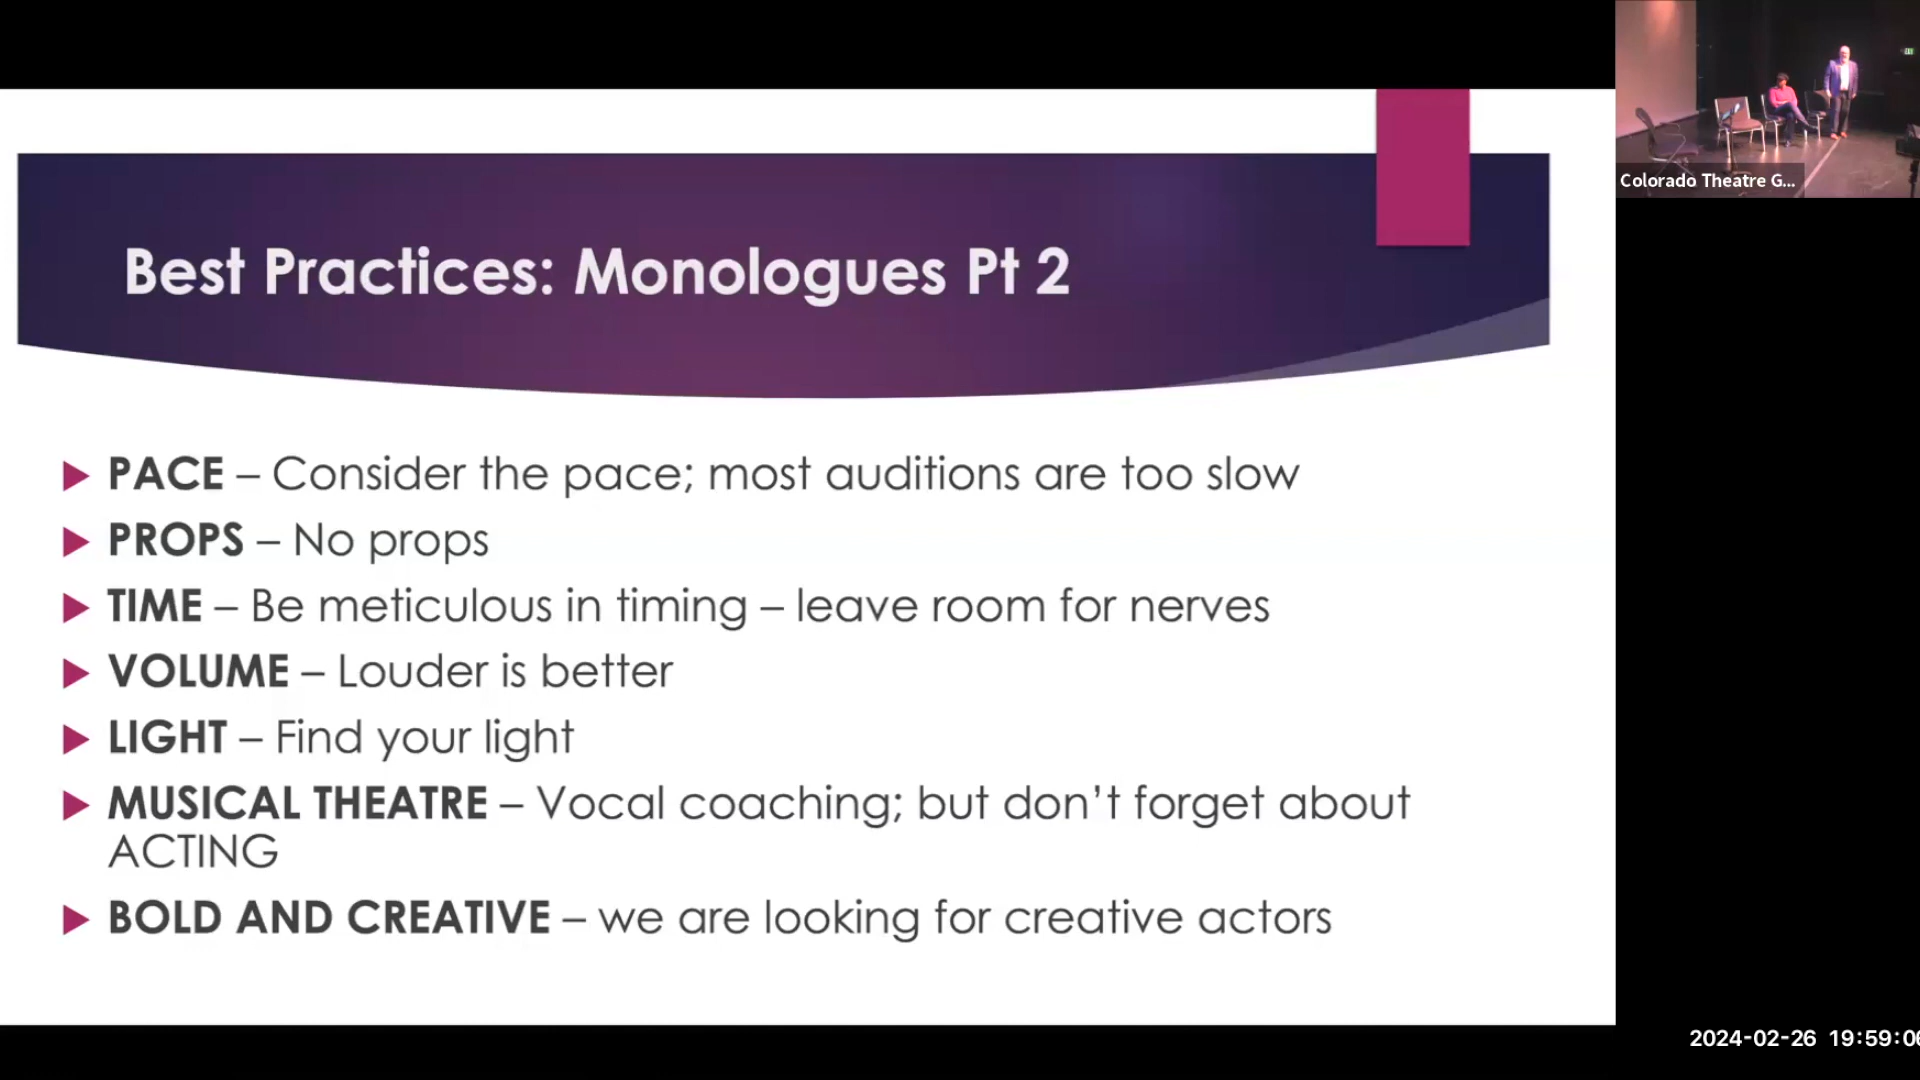 Best Practices: Monologues Pt 2
PACE – Consider the pace; most auditions are too slow
PROPS – No props
TIME – Be meticulous in timing – leave room for nerves
VOLUME – Louder is better
LIGHT – Find your light
MUSICAL THEATRE – Vocal coaching; but don’t forget about
ACTING
BOLD AND CREATIVE – we are looking for creative actors
Colorado Theatre G...
2024-02-26 19:59:06